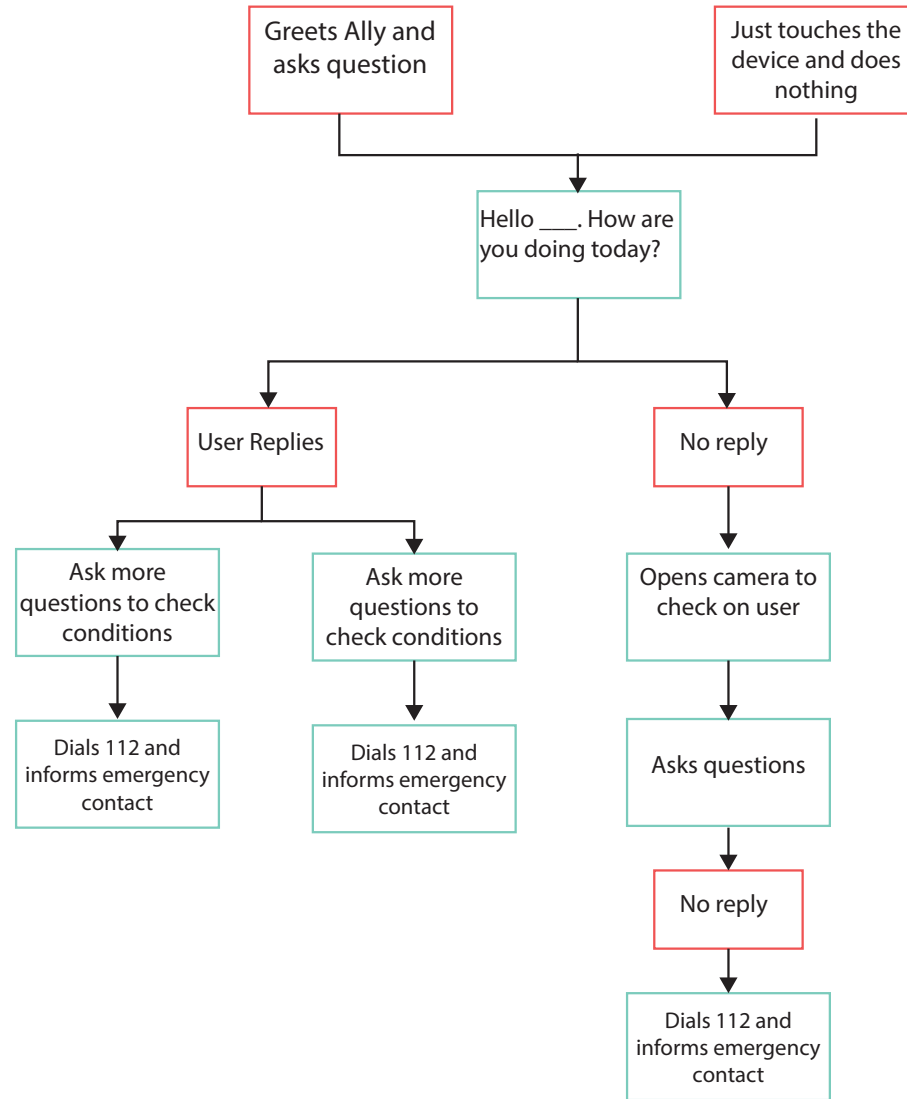 Greets Ally and
asks question
Just touches the
device and does
nothing
Hello ___. How are
you doing today?
User Replies
No reply
Ask more
questions to check
conditions
Ask more
questions to
check conditions
Opens camera to
check on user
Dials 112 and
informs emergency
contact
Dials 112 and
informs emergency
contact
Asks questions
No reply
Dials 112 and
informs emergency
contact